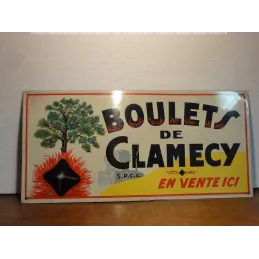 BOULETS
DE
CLAMECY
S.P.C.C.
EN VENTE ICI